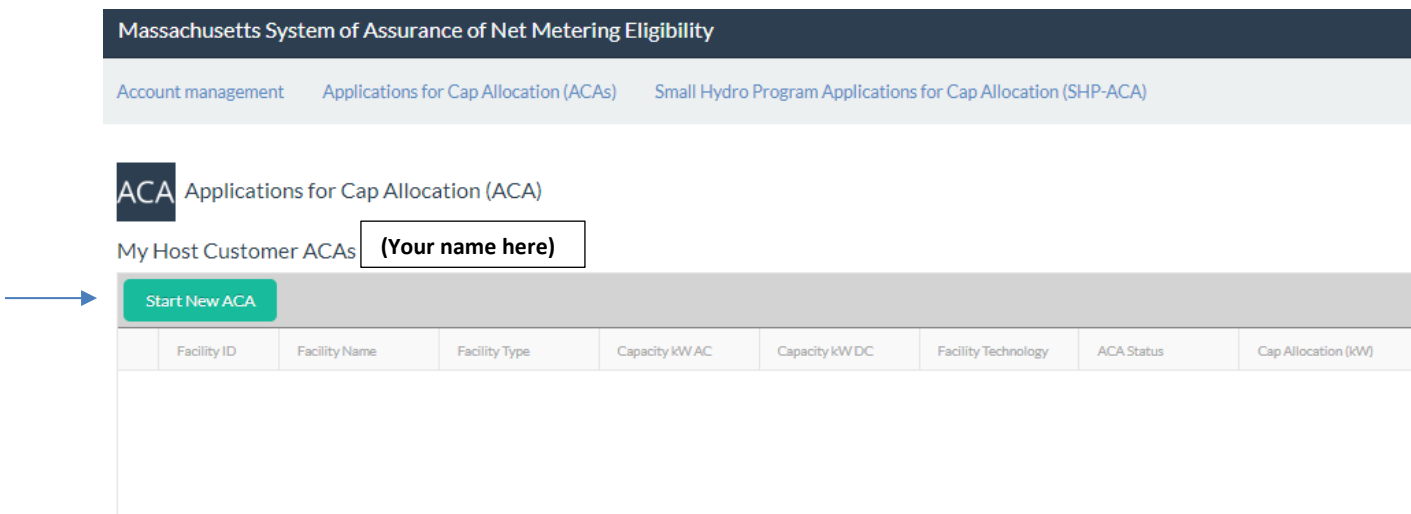 Massachusetts System of Assurance of Net Metering Eligibility
Account management Applications for Cap Allocation (ACAs) Small Hydro Program Applications for Cap Allocation (SHP-ACA)
ACA Applications for Cap Allocation (ACA)
My Host Customer ACAs (Your name here)
Start New ACA
Facility ID Facility Name Facility Type Capacity kW AC Capacity kW DC Facility Technology ACA Status Cap Allocation (kW)